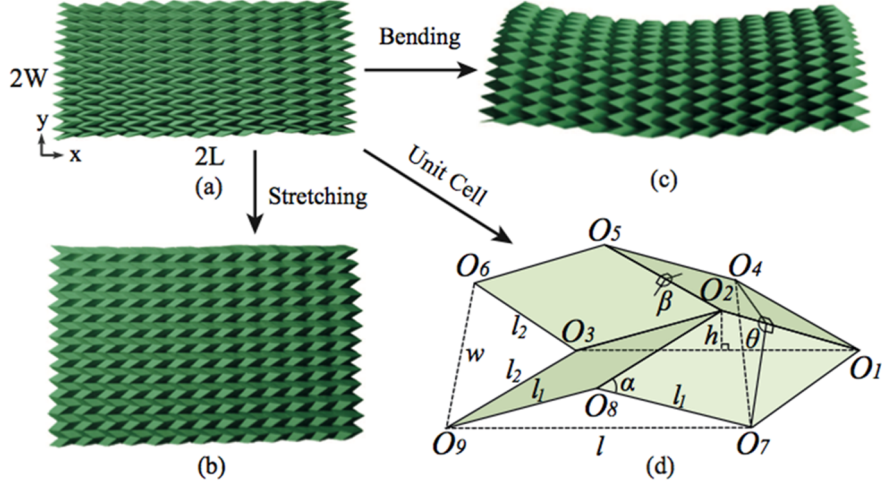 2W
y
x
2L
(a)
Bending
Stretching
Unit Cell
(c)
(b)
O5
O6
O4
O2
β
O3
l2
w
l2
h
θ
O1
l1
α
O8
l1
O9
l
O7
(d)